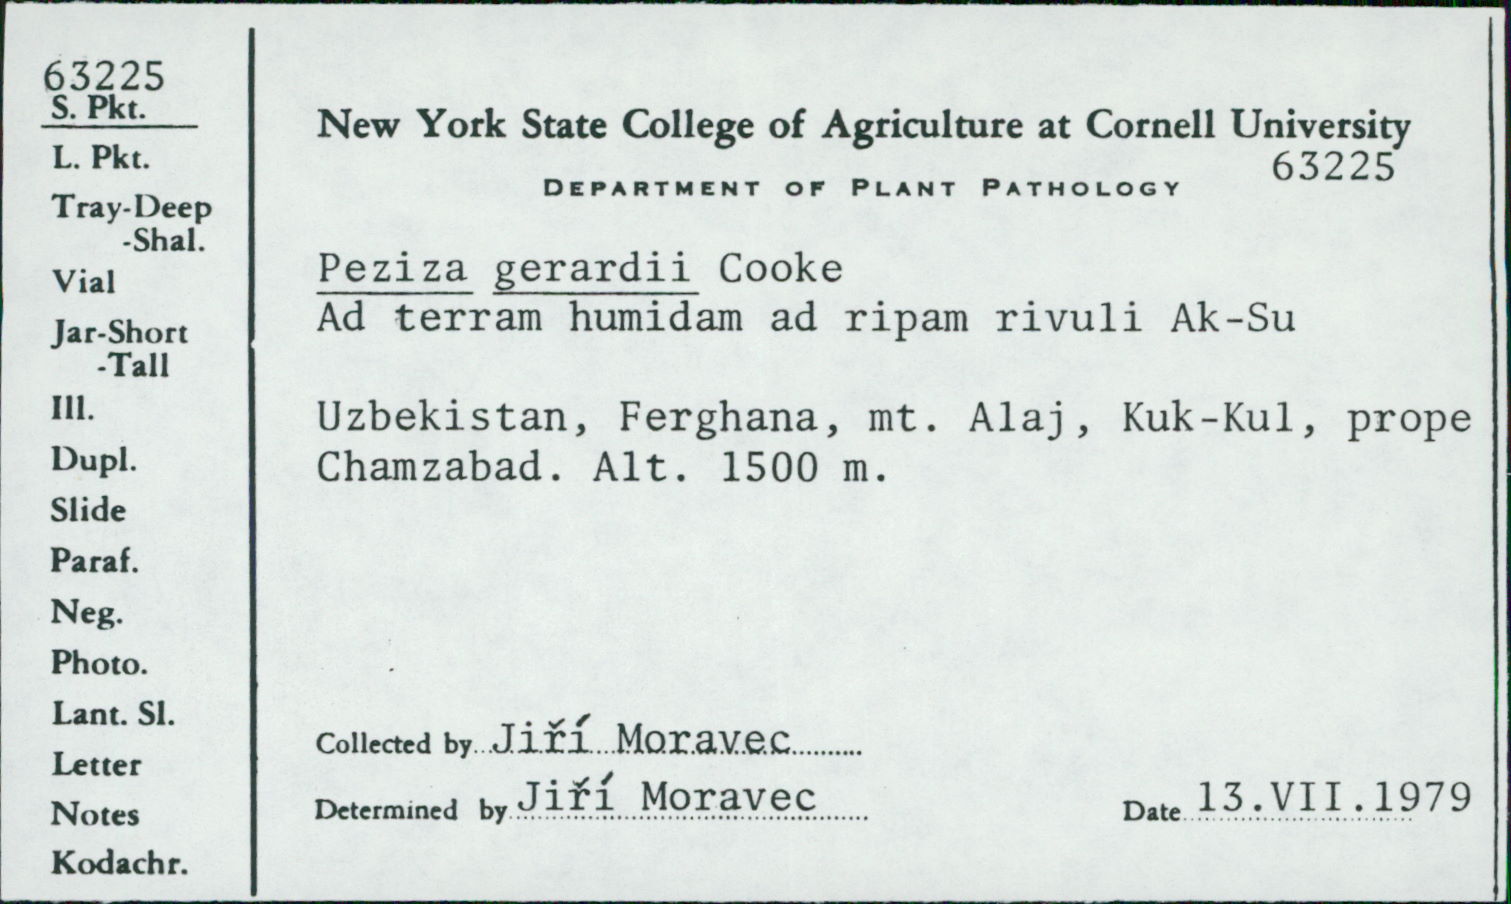 63225
S. Pkt.
L. Pkt.
Tray-Deep
-Shal.
Vial
Jar-Short
-Tall
Ill.
Dupl.
Slide
Paraf.
Neg.
Photo.
Lant. Sl.
Letter
Notes
Kodachr.
New York State College of Agriculture at Cornell University
63225
DEPARTMENT OF PLANT PATHOLOGY
Peziza gerardii Cooke
Ad terram humidam ad ripam rivuli Ak-Su
Uzbekistan, Ferghana, mt. Alaj, Kuk-Kul, prope
Chamzabad. Alt. 1500 m.
Collected by Jiří Moravec
Determined by Jiří Moravec
Date 13.VII.1979